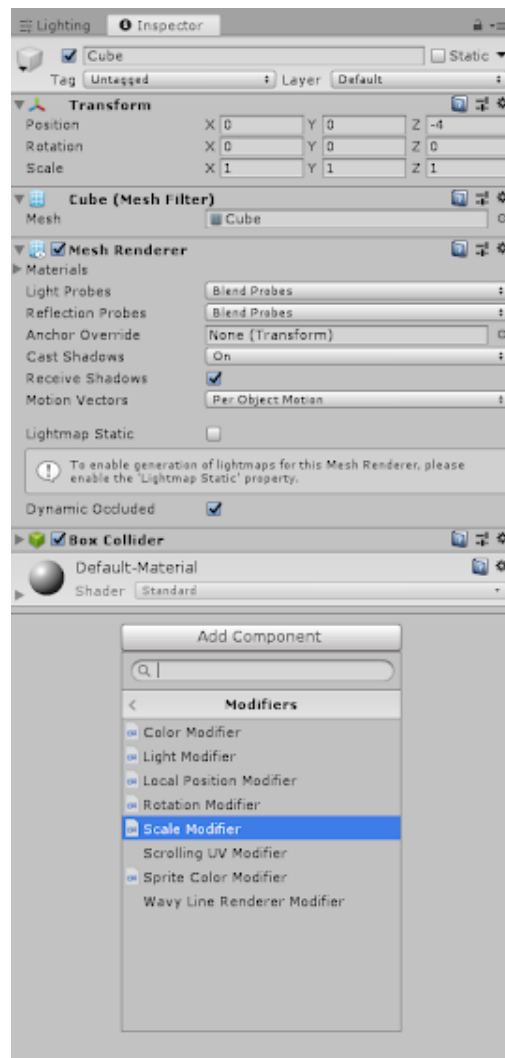 Lighting Inspector
Cube Static
Tag Untagged Layer Default
Transform
Position X 0 Y 0 Z -4
Rotation X 0 Y 0 Z 0
Scale X 1 Y 1 Z 1
Cube (Mesh Filter)
Mesh Cube
Mesh Renderer
Materials
Light Probes Blend Probes
Reflection Probes Blend Probes
Anchor Override None (Transform)
Cast Shadows On
Receive Shadows
Motion Vectors Per Object Motion
Lightmap Static
To enable generation of lightmaps for this Mesh Renderer, please
enable the 'Lightmap Static' property.
Dynamic Occluded
Box Collider
Default-Material
Shader Standard
Add Component
Modifiers
Color Modifier
Light Modifier
Local Position Modifier
Rotation Modifier
Scale Modifier
Scrolling UV Modifier
Sprite Color Modifier
Wavy Line Renderer Modifier